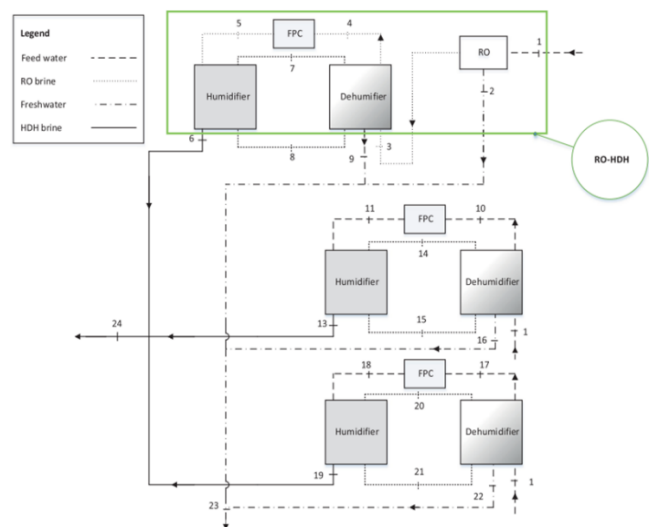 Legend
Feed water
RO brine
Freshwater
HDH brine
5
FPC
4
7
RO
1
2
Humidifier
Dehumifier
6
8
9
3
RO-HDH
11
FPC
10
14
Humidifier
Dehumidifier
15
13
24
16
1
18
FPC
17
20
Humidifier
Dehumidifier
19
21
22
1
23